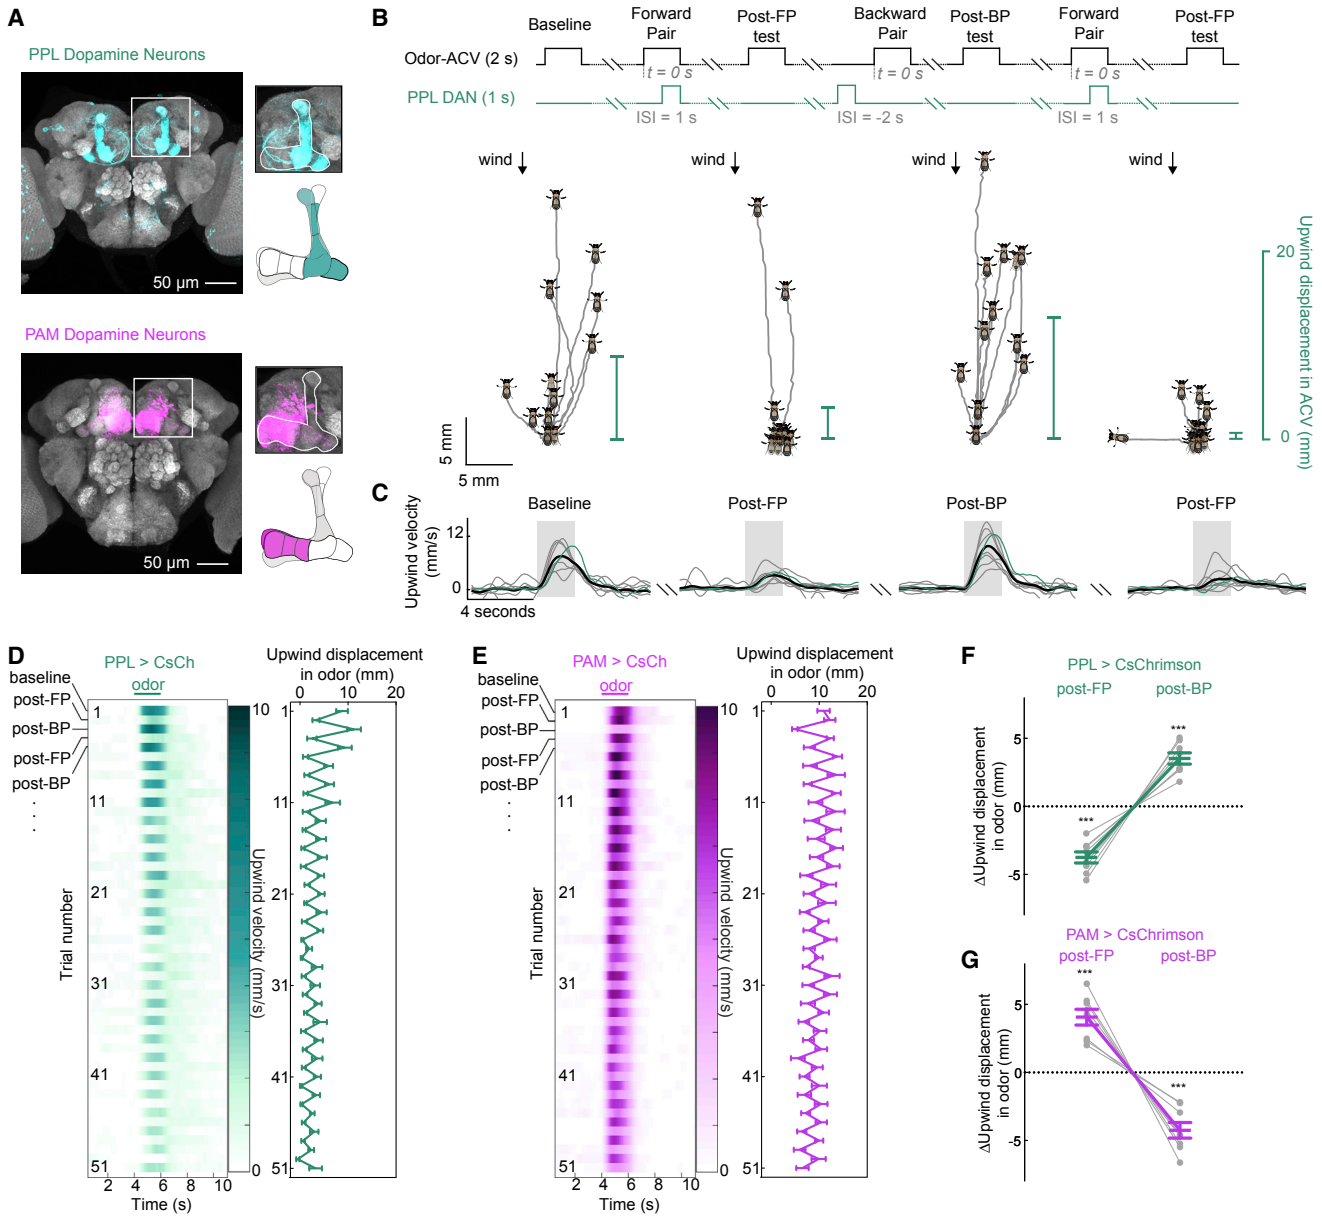 A
PPL Dopamine Neurons
50 µm
PAM Dopamine Neurons
50 µm
B
Baseline
Forward
Pair
Post-FP
test
Backward
Pair
Post-BP
test
Forward
Pair
Post-FP
test
Odor-ACV (2 s)
t = 0 s
t = 0 s
t = 0 s
PPL DAN (1 s)
ISI = 1 s
ISI = -2 s
ISI = 1 s
wind
wind
wind
wind
5 mm
5 mm
20
0
Upwind displacement in ACV (mm)
C
Baseline
Post-FP
Post-BP
Post-FP
Upwind velocity
(mm/s)
12
0
4 seconds
D
PPL > CsCh
odor
baseline
post-FP
post-BP
post-FP
post-BP
.
.
.
Trial number
1
11
21
31
41
51
2
4
6
8
10
Time (s)
10
0
Upwind velocity (mm/s)
Upwind displacement
in odor (mm)
0
10
20
1
11
21
31
41
51
E
PAM > CsCh
odor
baseline
post-FP
post-BP
post-FP
post-BP
.
.
.
Trial number
1
11
21
31
41
51
2
4
6
8
10
Time (s)
10
0
Upwind velocity (mm/s)
Upwind displacement
in odor (mm)
0
10
20
1
11
21
31
41
51
F
PPL > CsChrimson
post-FP
post-BP
ΔUpwind displacement
in odor (mm)
5
0
-5
***
***
G
PAM > CsChrimson
post-FP
post-BP
ΔUpwind displacement
in odor (mm)
5
0
-5
***
***